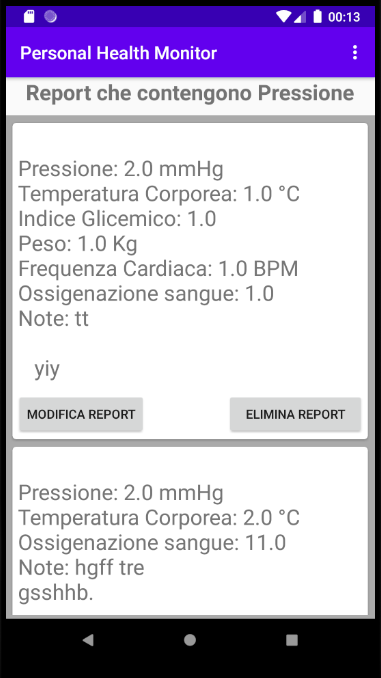 00:13
Personal Health Monitor
Report che contengono Pressione
Pressione: 2.0 mmHg
Temperatura Corporea: 1.0 °C
Indice Glicemico: 1.0
Peso: 1.0 Kg
Frequenza Cardiaca: 1.0 BPM
Ossigenazione sangue: 1.0
Note: tt
yiy
MODIFICA REPORT
ELIMINA REPORT
Pressione: 2.0 mmHg
Temperatura Corporea: 2.0 °C
Ossigenazione sangue: 11.0
Note: hgff tre
gsshhb.